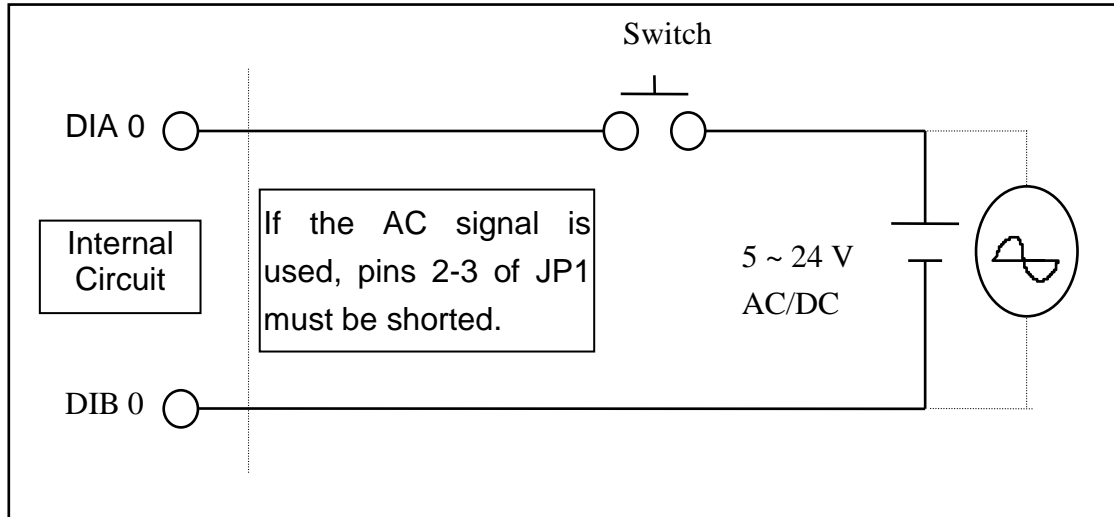 Switch
DIA 0
If the AC signal is
used, pins 2-3 of JP1
must be shorted.
Internal
Circuit
5 ~ 24 V
AC/DC
DIB 0